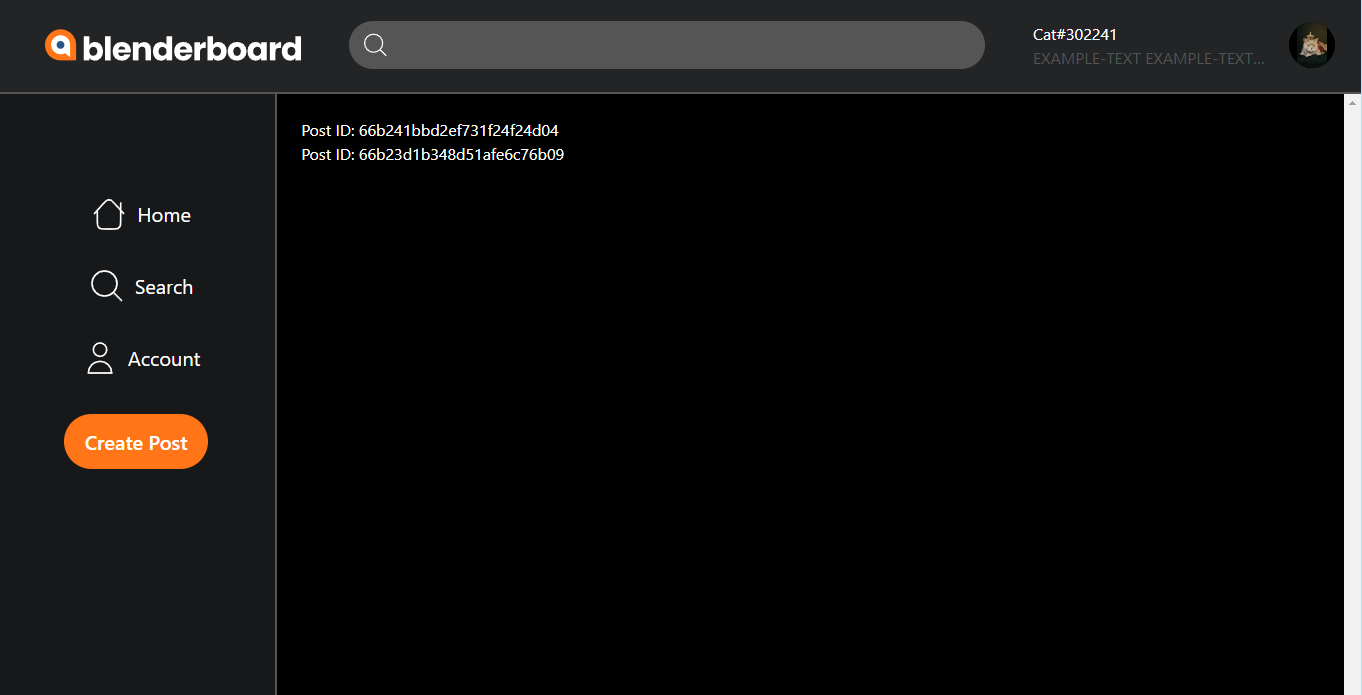 blenderboard
Cat#302241
EXAMPLE-TEXT EXAMPLE-TEXT...
Post ID: 66b241bbd2ef731f24f24d04
Post ID: 66b23d1b348d51afe6c76b09
Home
Search
Account
Create Post